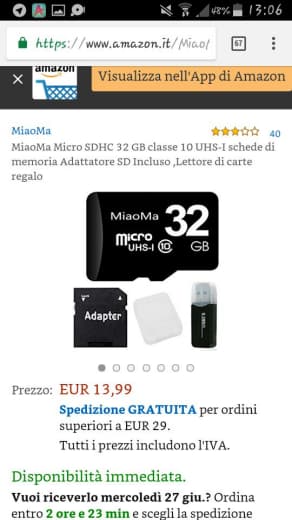 48% 13:06
https://www.amazon.it/Miao/
67
amazon
Visualizza nell'App di Amazon
MiaoMa
40
MiaoMa Micro SDHC 32 GB classe 10 UHS-I schede di
memoria Adattatore SD Incluso ,Lettore di carte
regalo
MiaoMa 32
micro
UHS-I 10 GB
Adapter
Prezzo: EUR 13,99
Spedizione GRATUITA per ordini
superiori a EUR 29.
Tutti i prezzi includono l'IVA.
Disponibilità immediata.
Vuoi riceverlo mercoledì 27 giu.? Ordina
entro 2 ore e 23 min e scegli la spedizione